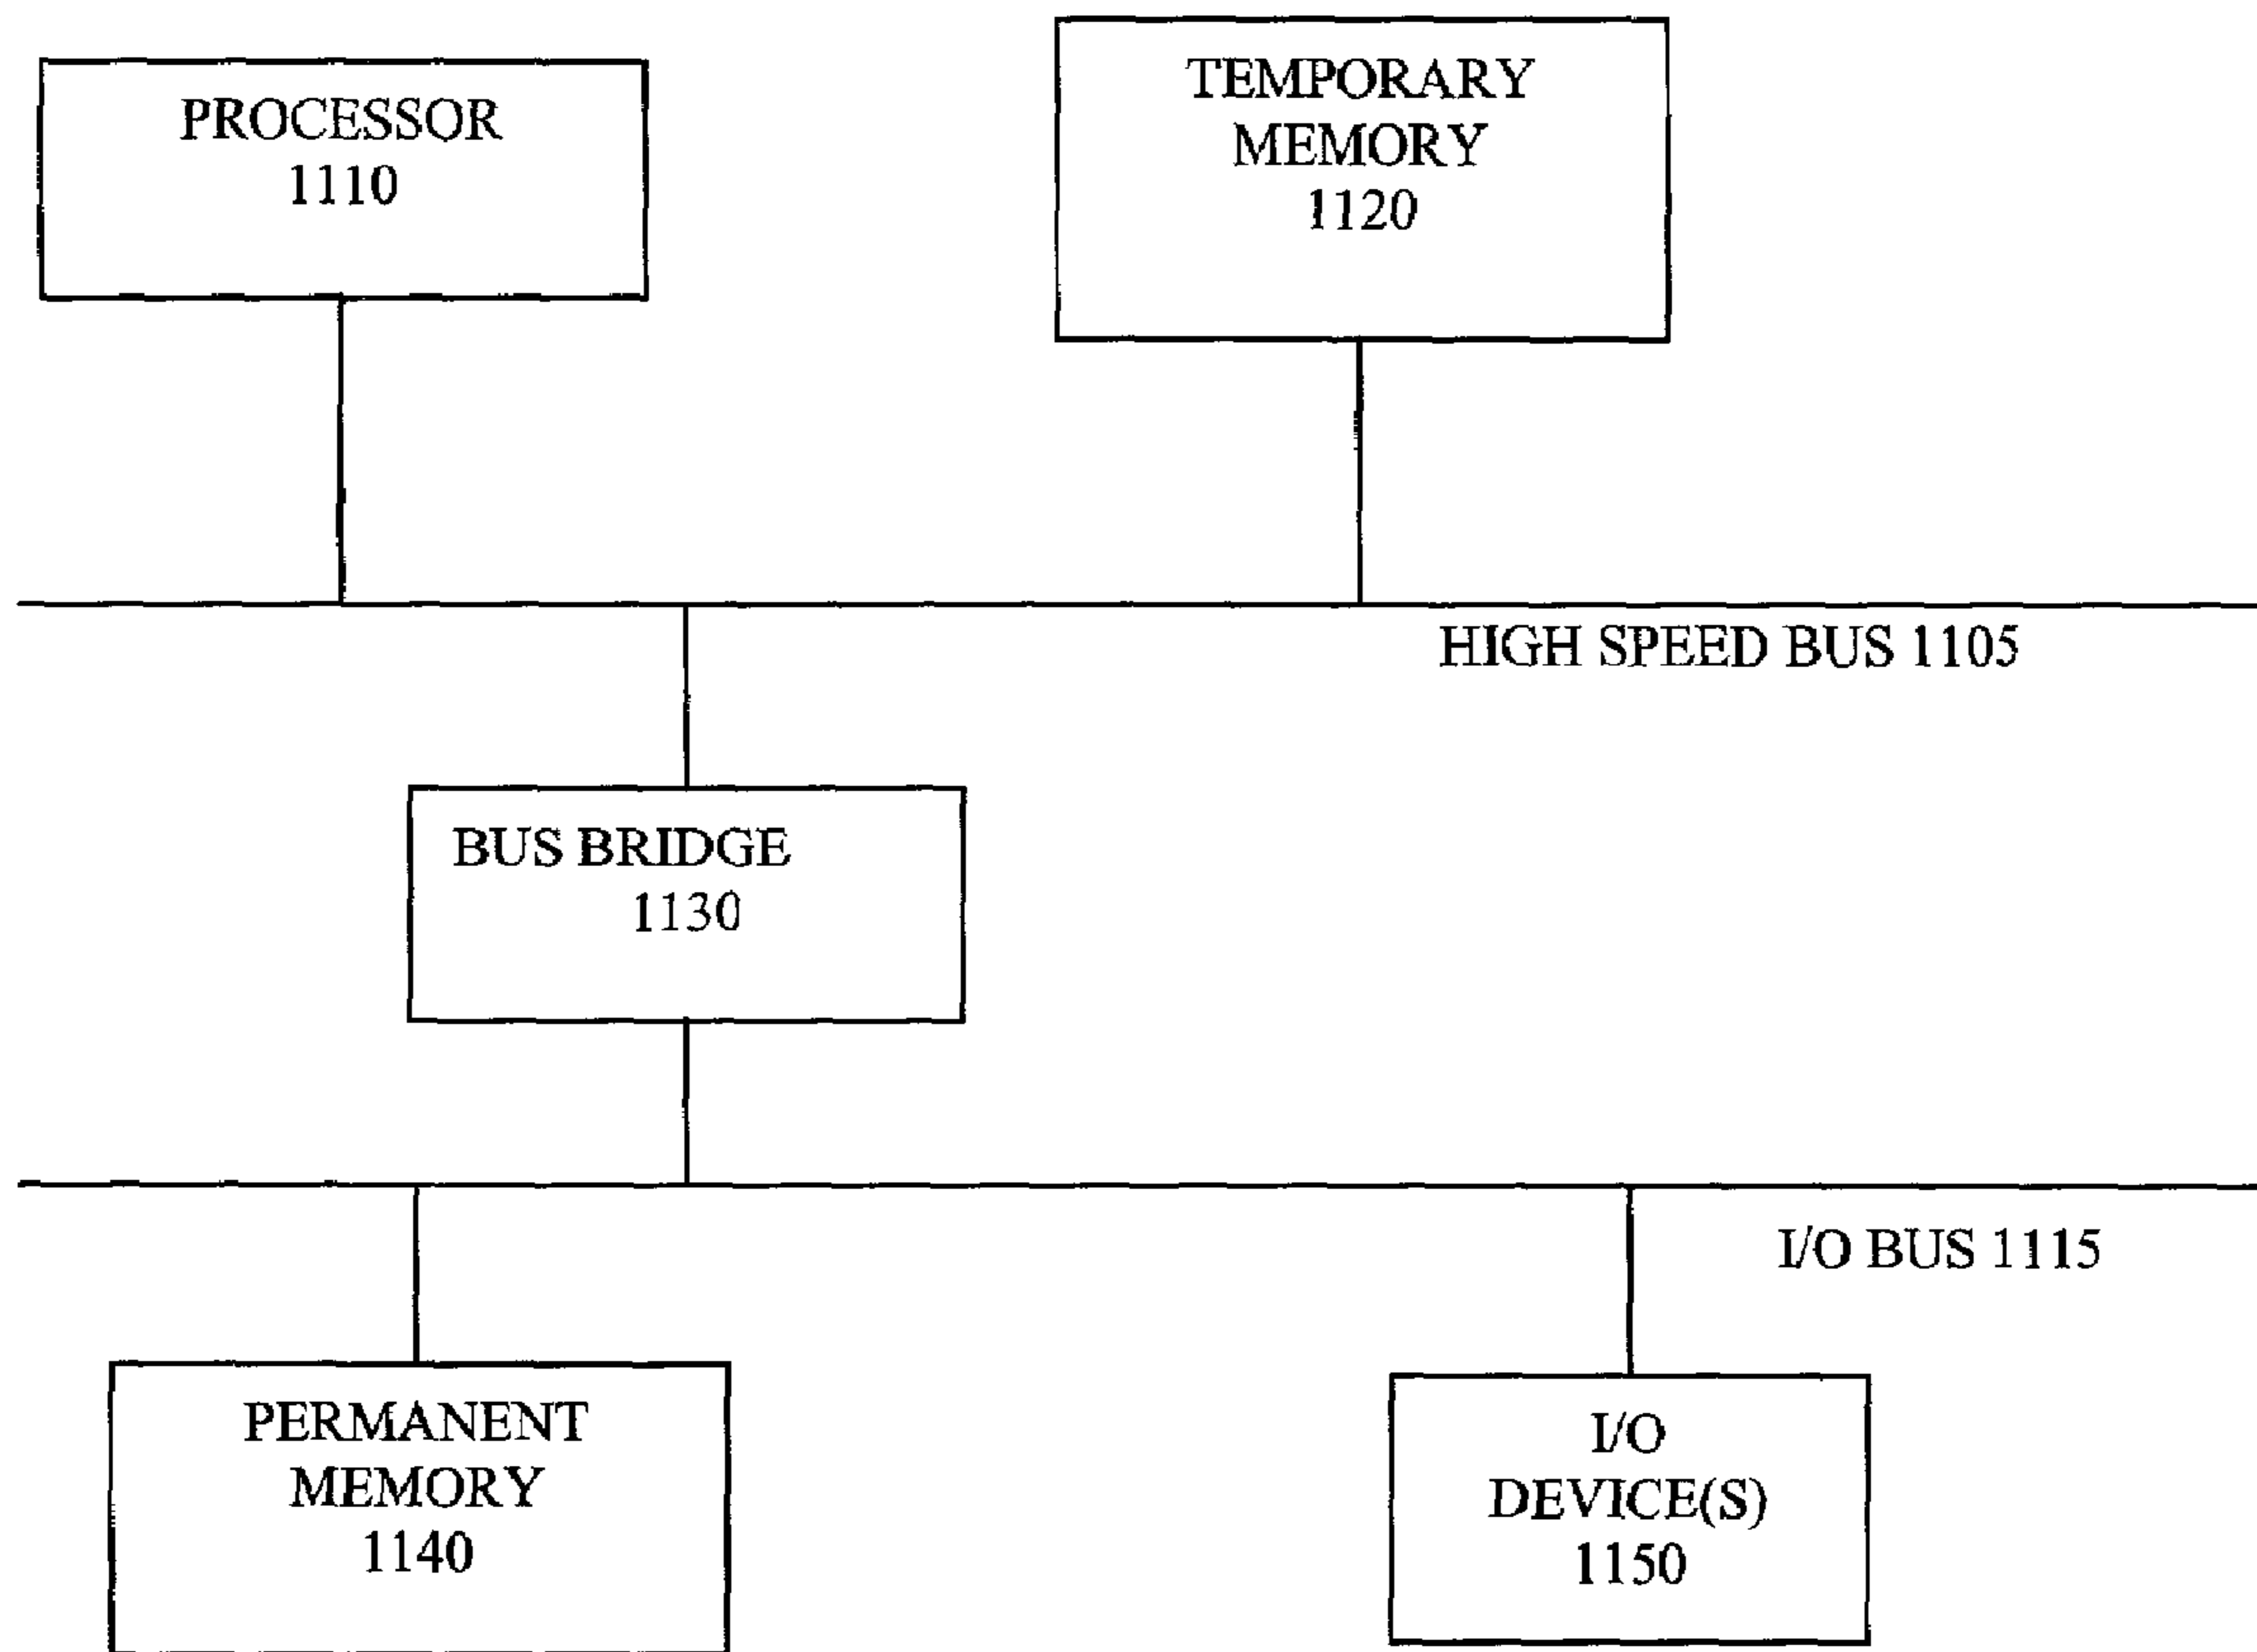 PROCESSOR
1110
TEMPORARY
MEMORY
1120
HIGH SPEED BUS 1105
BUS BRIDGE
1130
I/O BUS 1115
PERMANENT
MEMORY
1140
I/O
DEVICE(S)
1150